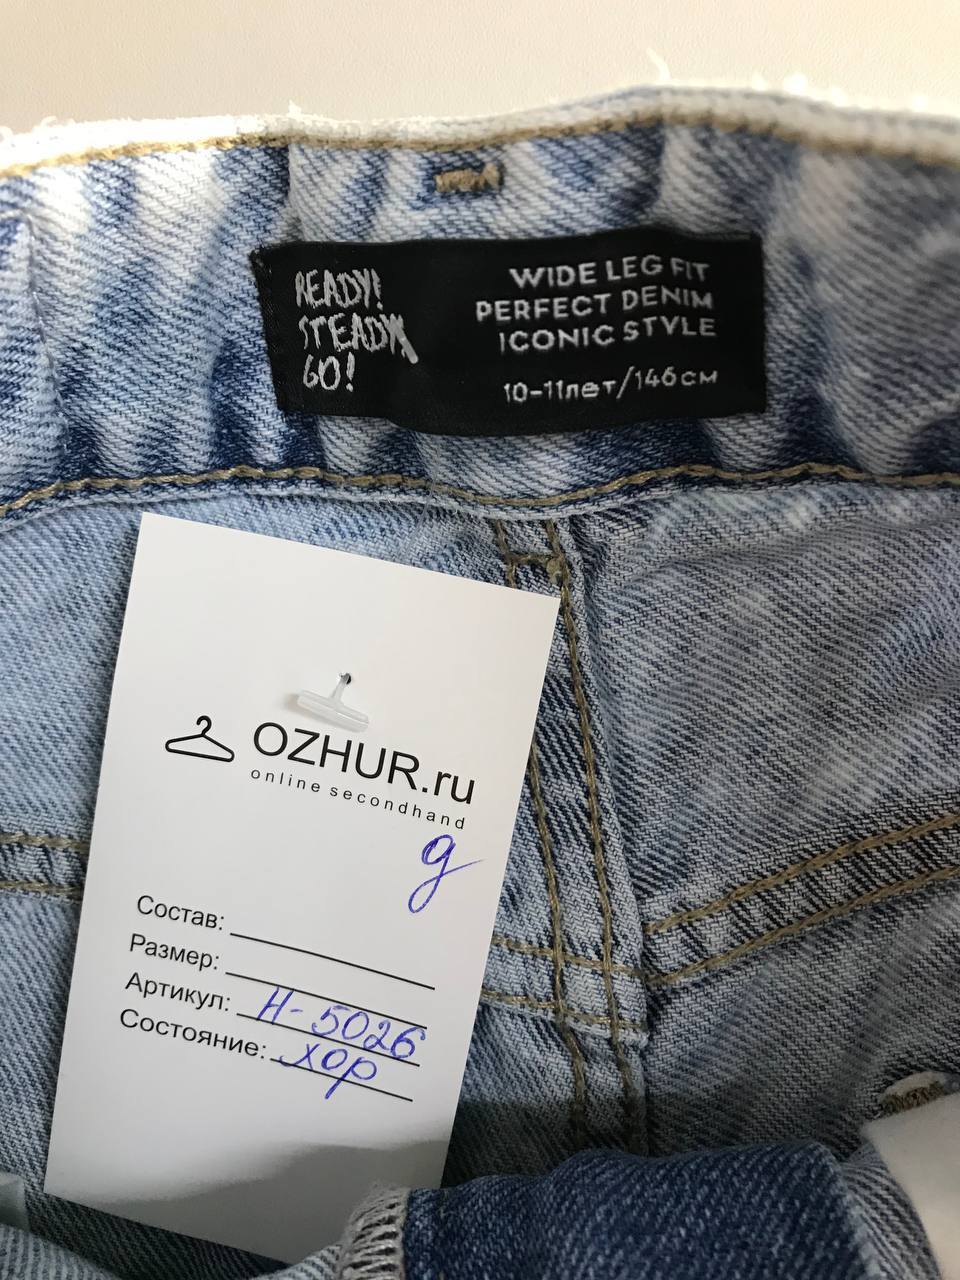 READY!
STEADY
GO!
WIDE LEG FIT
PERFECT DENIM
ICONIC STYLE
10-11лет/146см
OZHUR.ru
online secondhand
д
Состав:
Размер:
Артикул: Н-5026
Состояние: хор